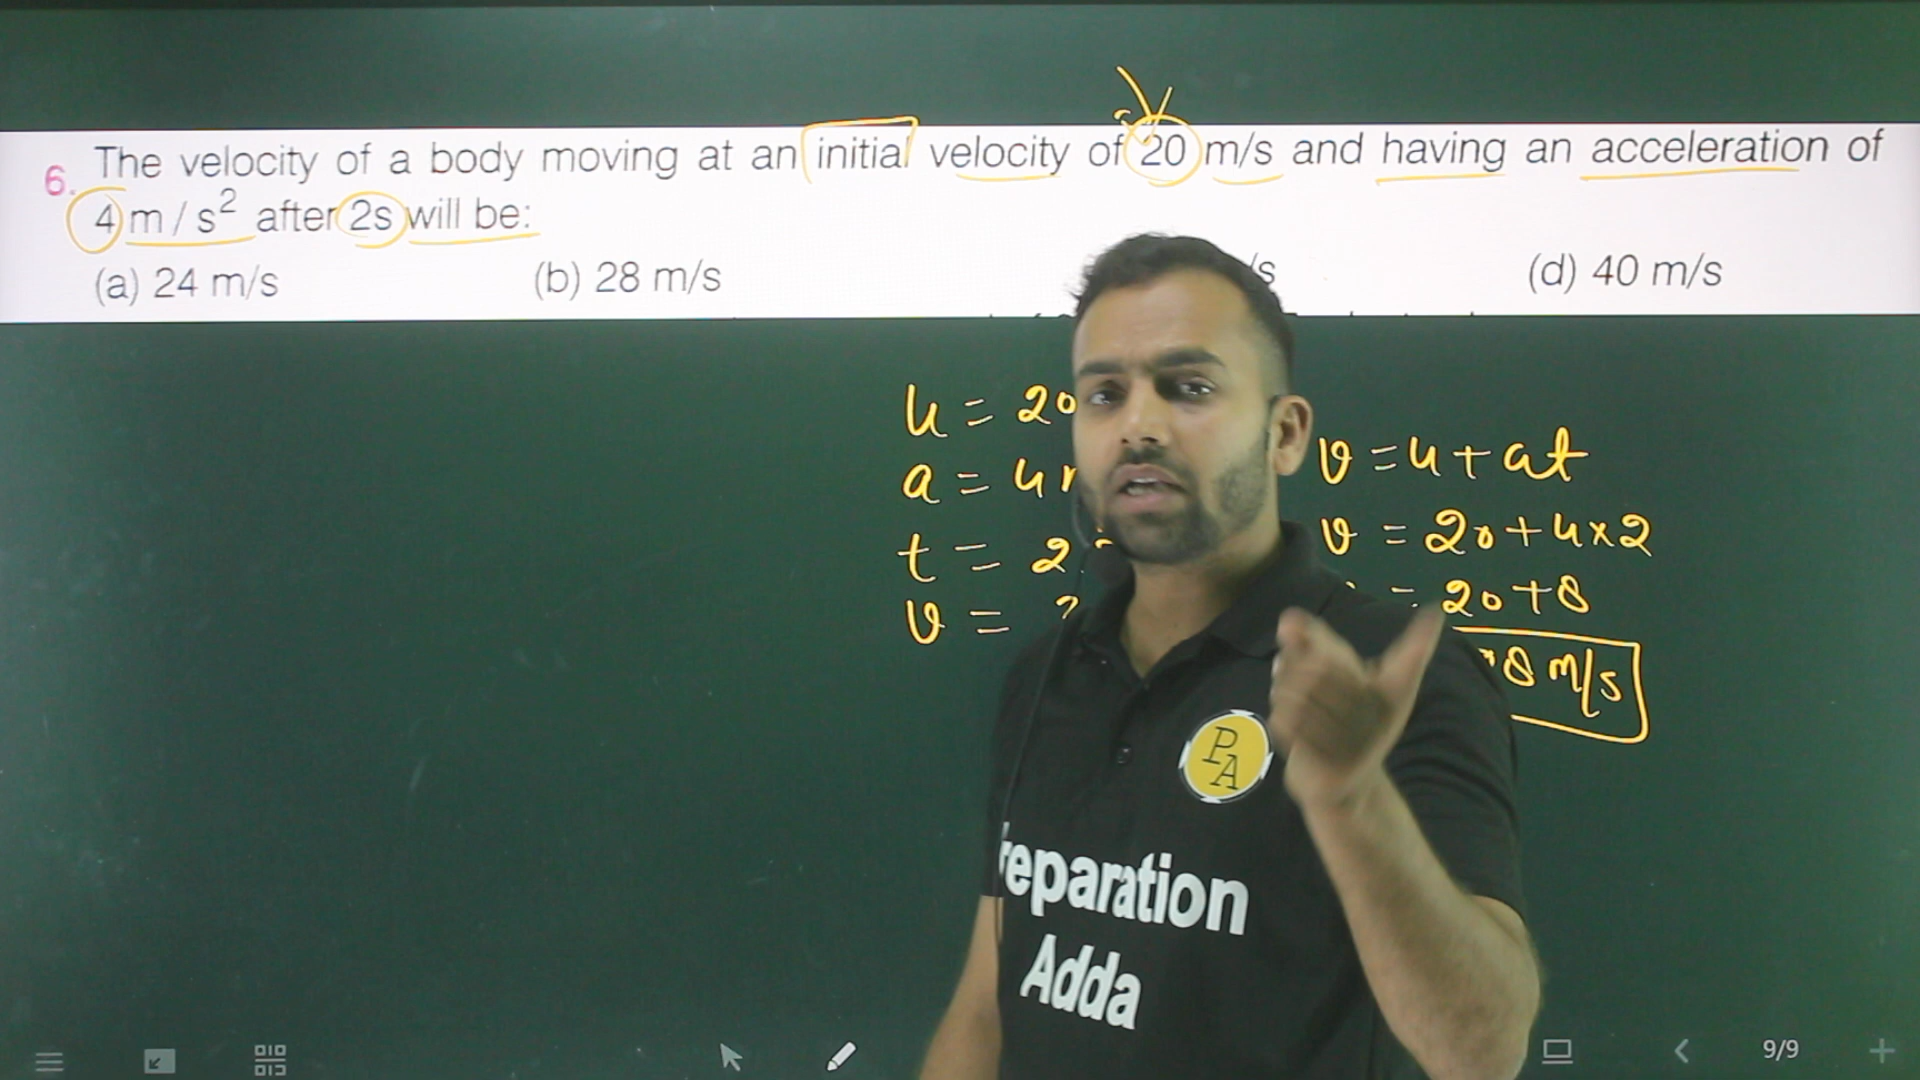 6. The velocity of a body moving at an initial velocity of 20 m/s and having an acceleration of
4 m/s² after 2s will be:
(a) 24 m/s (b) 28 m/s /s (d) 40 m/s
u = 20
a = 4
t = 2
v = ?
v = u + at
v = 20 + 4×2
= 20 + 8
8 m/s
PA
reparation
Adda
9/9